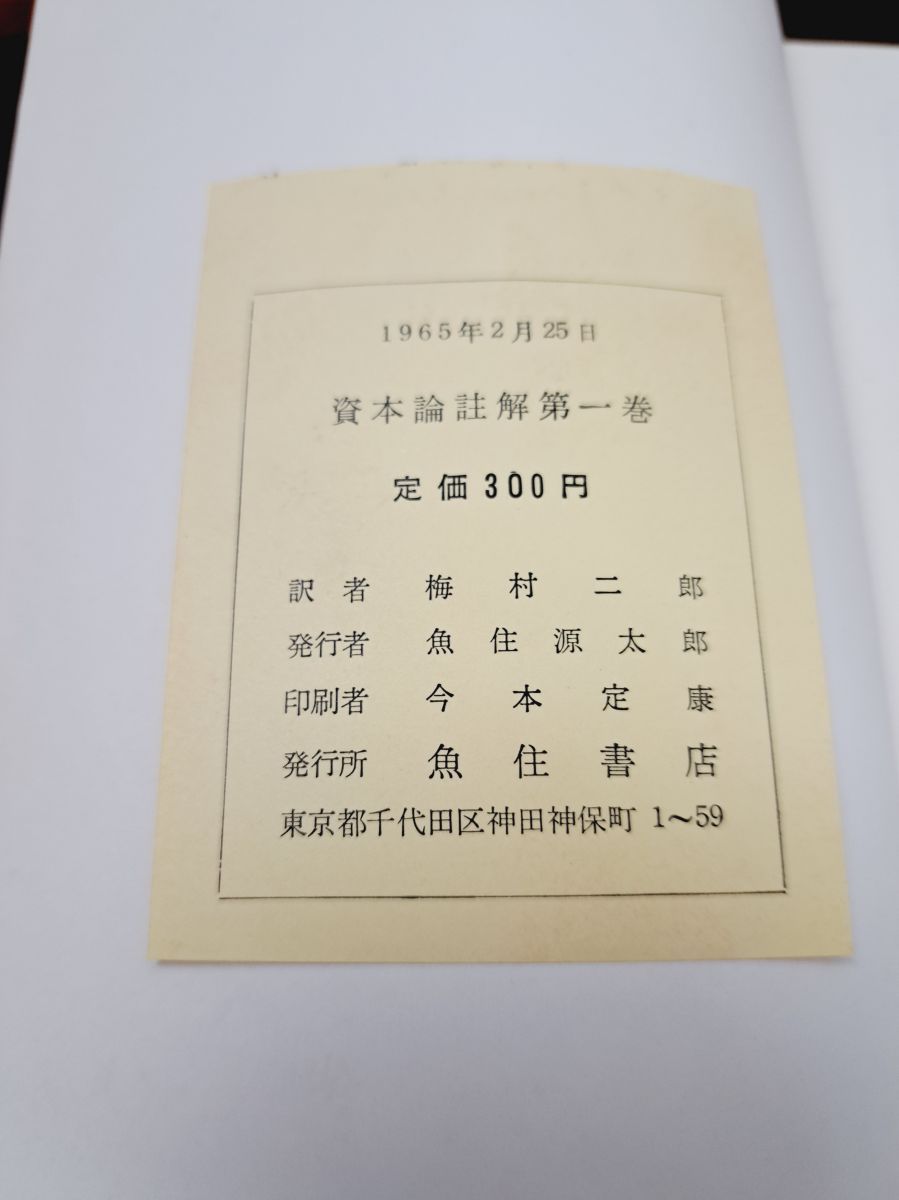 1965年2月25日
資本論註解第一巻
定価300円
訳者 梅村二郎
発行者 魚住源太郎
印刷者 今本定康
発行所 魚住書店
東京都千代田区神田神保町 1～59